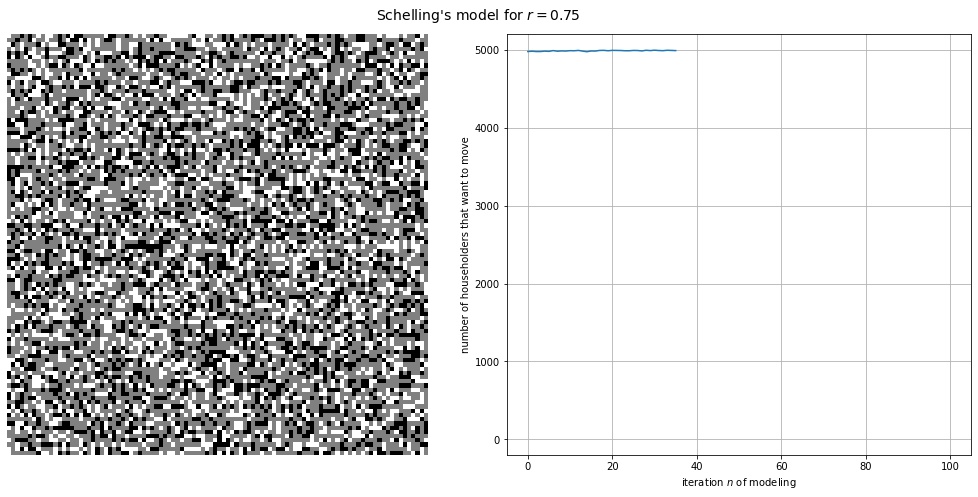 Schelling's model for r = 0.75
number of householders that want to move
5000
4000
3000
2000
1000
0
0 20 40 60 80 100
iteration n of modeling